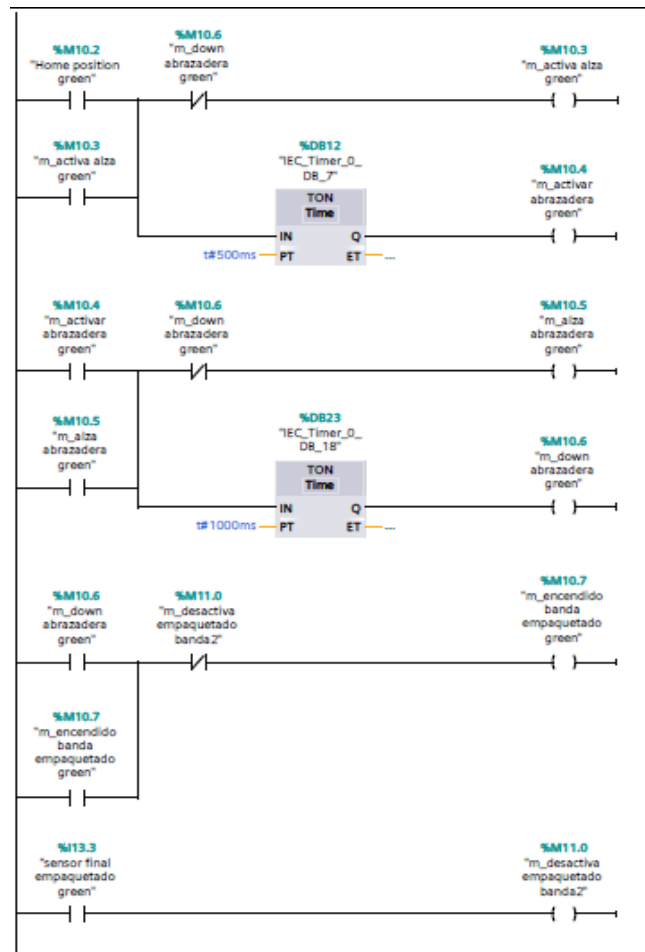 %M10.2
"Home position
green"
%M10.6
"m_down
abrazadera
green"
%M10.3
"m_activa alza
green"
%M10.3
"m_activa alza
green"
%DB12
"IEC_Timer_0_
DB_7"
TON
Time
IN
Q
t#500ms
PT
ET
...
%M10.4
"m_activar
abrazadera
green"
%M10.4
"m_activar
abrazadera
green"
%M10.6
"m_down
abrazadera
green"
%M10.5
"m_alza
abrazadera
green"
%M10.5
"m_alza
abrazadera
green"
%DB23
"IEC_Timer_0_
DB_18"
TON
Time
IN
Q
t#1000ms
PT
ET
...
%M10.6
"m_down
abrazadera
green"
%M10.6
"m_down
abrazadera
green"
%M11.0
"m_desactiva
empaquetado
banda2"
%M10.7
"m_encendido
banda
empaquetado
green"
%M10.7
"m_encendido
banda
empaquetado
green"
%I13.3
"sensor final
empaquetado
green"
%M11.0
"m_desactiva
empaquetado
banda2"